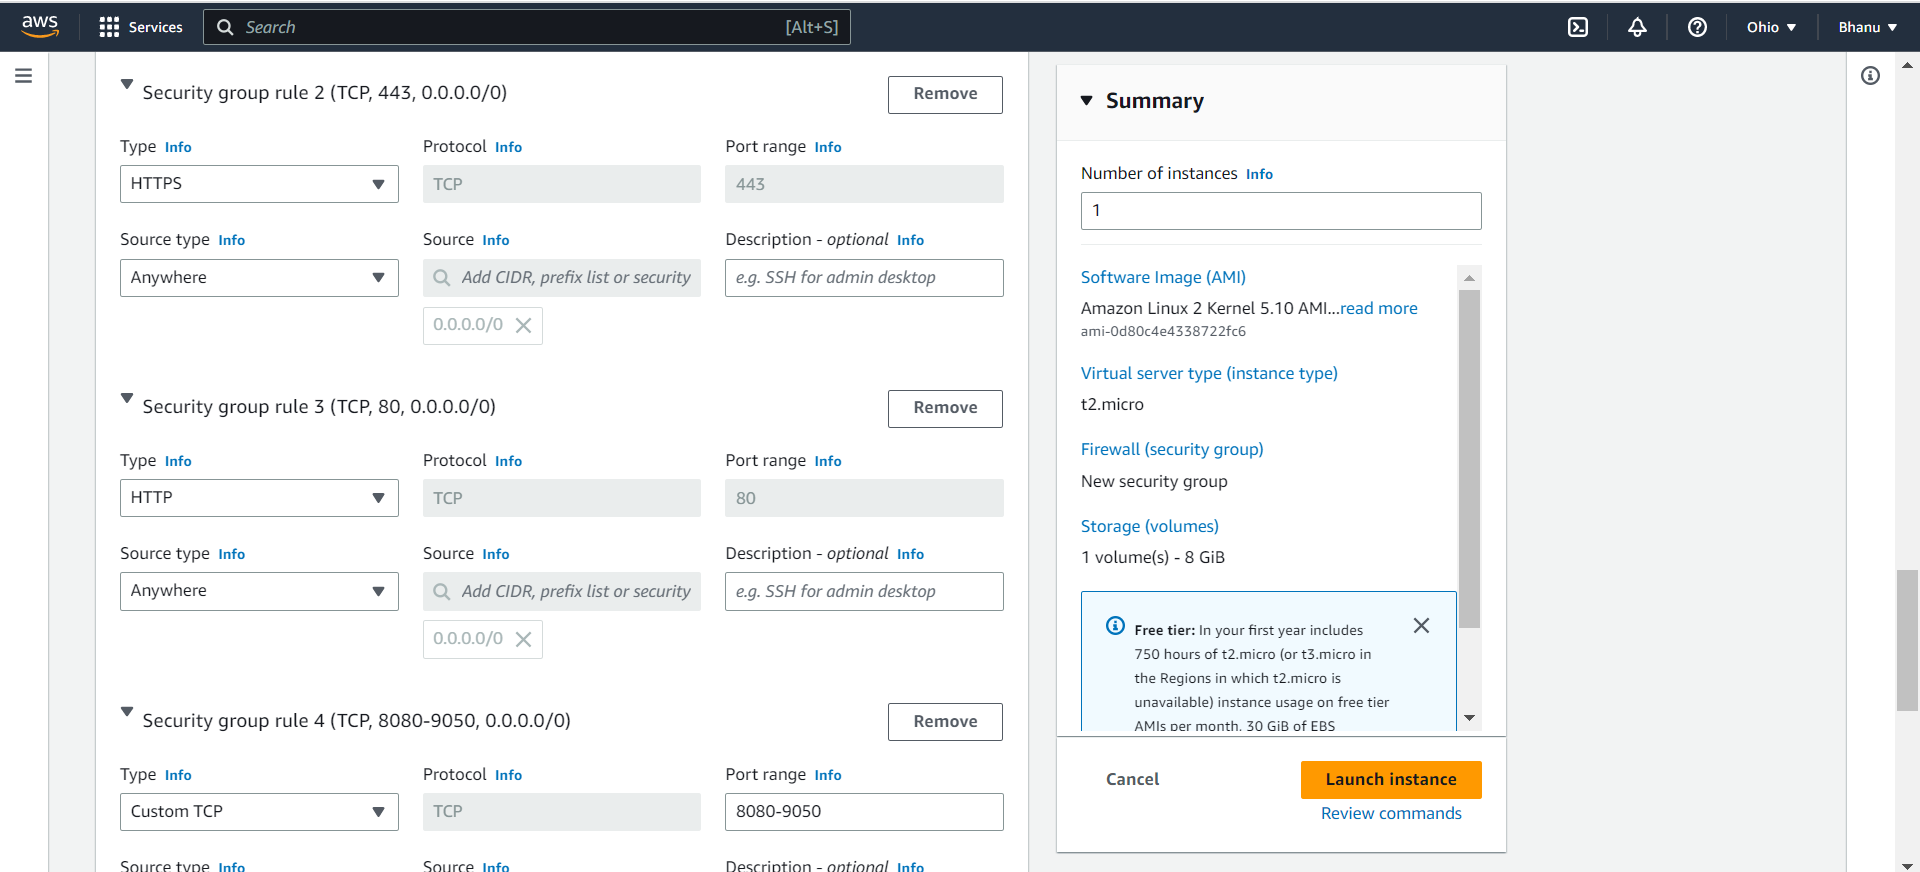 aws
Services
Search
[Alt+S]
Ohio
Bhanu
Security group rule 2 (TCP, 443, 0.0.0.0/0)
Remove
Type Info
Protocol Info
Port range Info
HTTPS
TCP
443
Source type Info
Source Info
Description - optional Info
Anywhere
Add CIDR, prefix list or security
e.g. SSH for admin desktop
0.0.0.0/0
Security group rule 3 (TCP, 80, 0.0.0.0/0)
Remove
Type Info
Protocol Info
Port range Info
HTTP
TCP
80
Source type Info
Source Info
Description - optional Info
Anywhere
Add CIDR, prefix list or security
e.g. SSH for admin desktop
0.0.0.0/0
Security group rule 4 (TCP, 8080-9050, 0.0.0.0/0)
Remove
Type Info
Protocol Info
Port range Info
Custom TCP
TCP
8080-9050
Source type Info
Source Info
Description - optional Info
Summary
Number of instances Info
1
Software Image (AMI)
Amazon Linux 2 Kernel 5.10 AMI...read more
ami-0d80c4e4338722fc6
Virtual server type (instance type)
t2.micro
Firewall (security group)
New security group
Storage (volumes)
1 volume(s) - 8 GiB
Free tier: In your first year includes
750 hours of t2.micro (or t3.micro in
the Regions in which t2.micro is
unavailable) instance usage on free tier
AMIs per month, 30 GiB of EBS
Cancel
Launch instance
Review commands